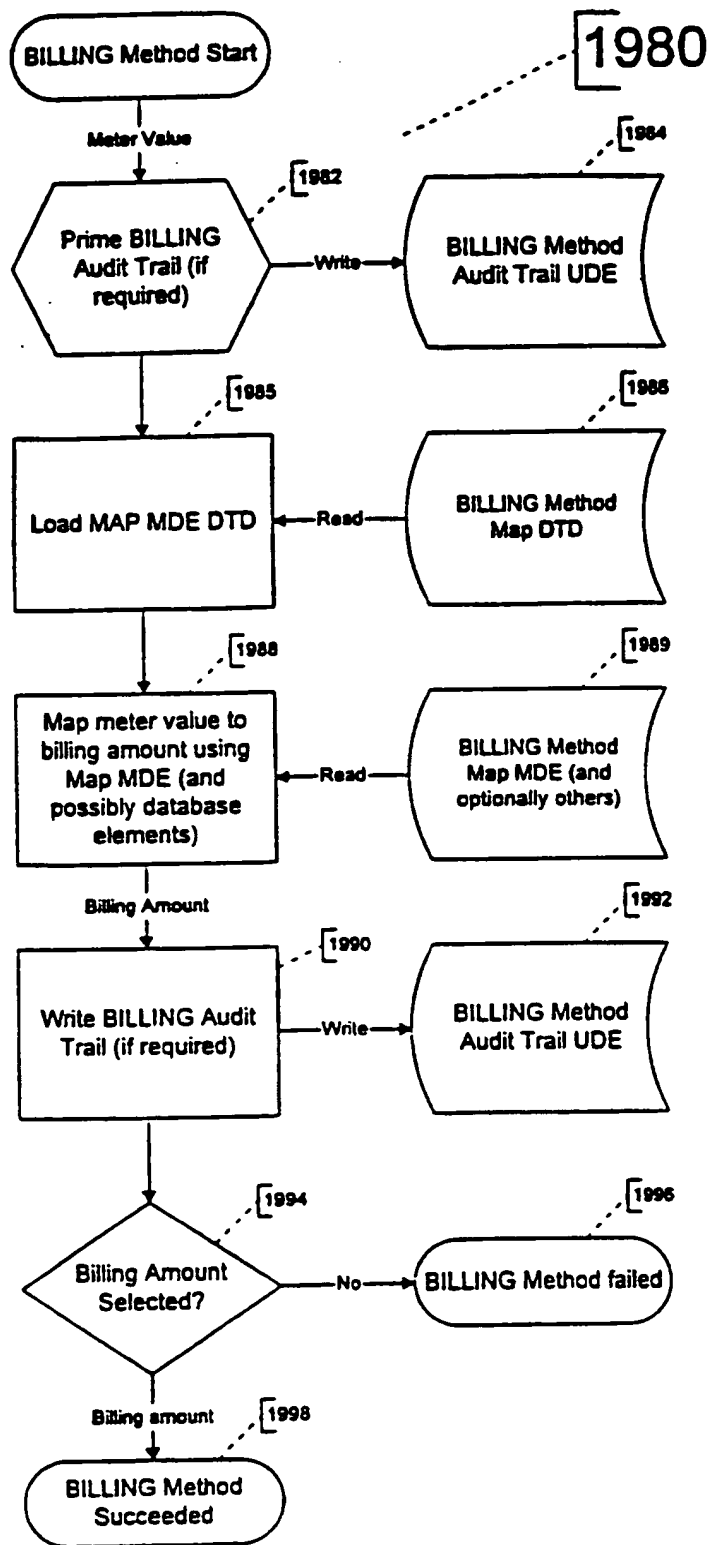 BILLING Method Start
1980
Meter Value
1982
1984
Prime BILLING
Audit Trail (if
required)
Write
BILLING Method
Audit Trail UDE
1985
1986
Load MAP MDE DTD
Read
BILLING Method
Map DTD
1988
1989
Map meter value to
billing amount using
Map MDE (and
possibly database
elements)
Read
BILLING Method
Map MDE (and
optionally others)
Billing Amount
1990
1992
Write BILLING Audit
Trail (if required)
Write
BILLING Method
Audit Trail UDE
1994
1996
Billing Amount
Selected?
No
BILLING Method failed
Billing amount
1998
BILLING Method
Succeeded